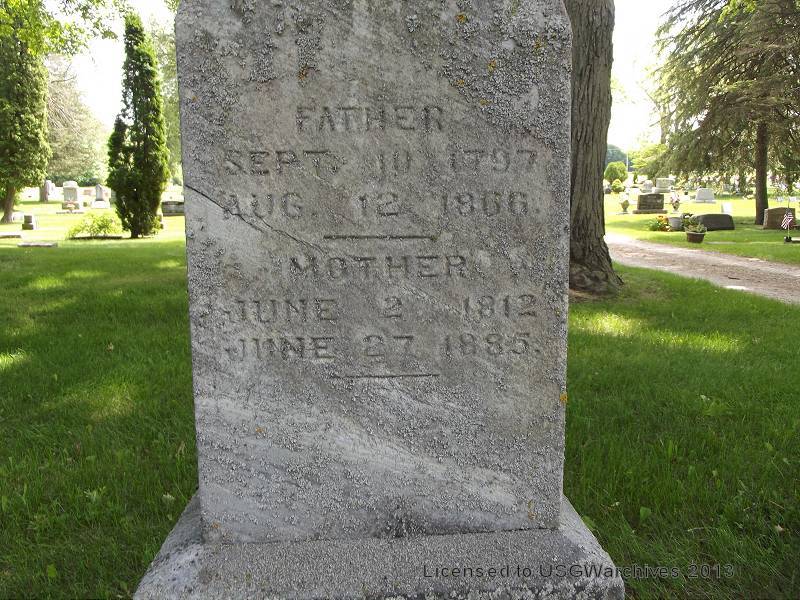 FATHER
SEPT. 10 1797
AUG. 12 1866.
MOTHER
JUNE 2 1812
JUNE 27 1885.
Licensed to USGWarchives 2013